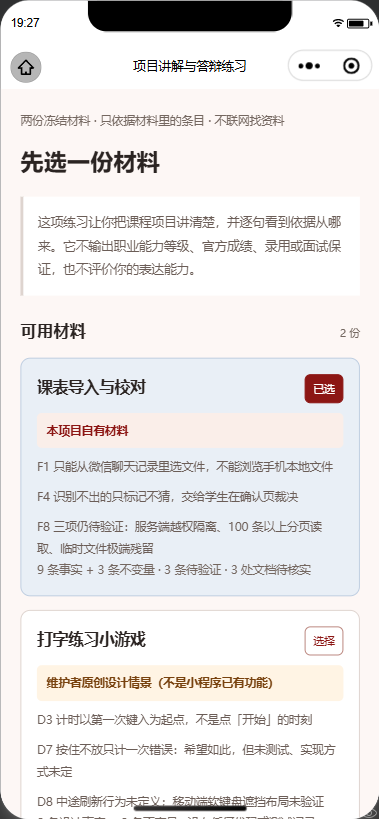 19:27
项目讲解与答辩练习
两份冻结材料 · 只依据材料里的条目 · 不联网找资料
先选一份材料
这项练习让你把课程项目讲清楚，并逐句看到依据从哪
来。它不输出职业能力等级、官方成绩、录用或面试保
证，也不评价你的表达能力。
可用材料
2 份
课表导入与校对
已选
本项目自有材料
F1 只能从微信聊天记录里选文件，不能浏览手机本地文件
F4 识别不出的只标记不猜，交给学生在确认页裁决
F8 三项仍待验证：服务端越权隔离、100 条以上分页读
取、临时文件极端残留
9 条事实 + 3 条不变量 · 3 条待验证 · 3 处文档待核实
打字练习小游戏
选择
维护者原创设计情景（不是小程序已有功能）
D3 计时以第一次键入为起点，不是点「开始」的时刻
D7 按住不放只计一次错误：希望如此，但未测试、实现方
式未定
D8 中途刷新行为未定义；移动端软键盘遮挡布局未验证